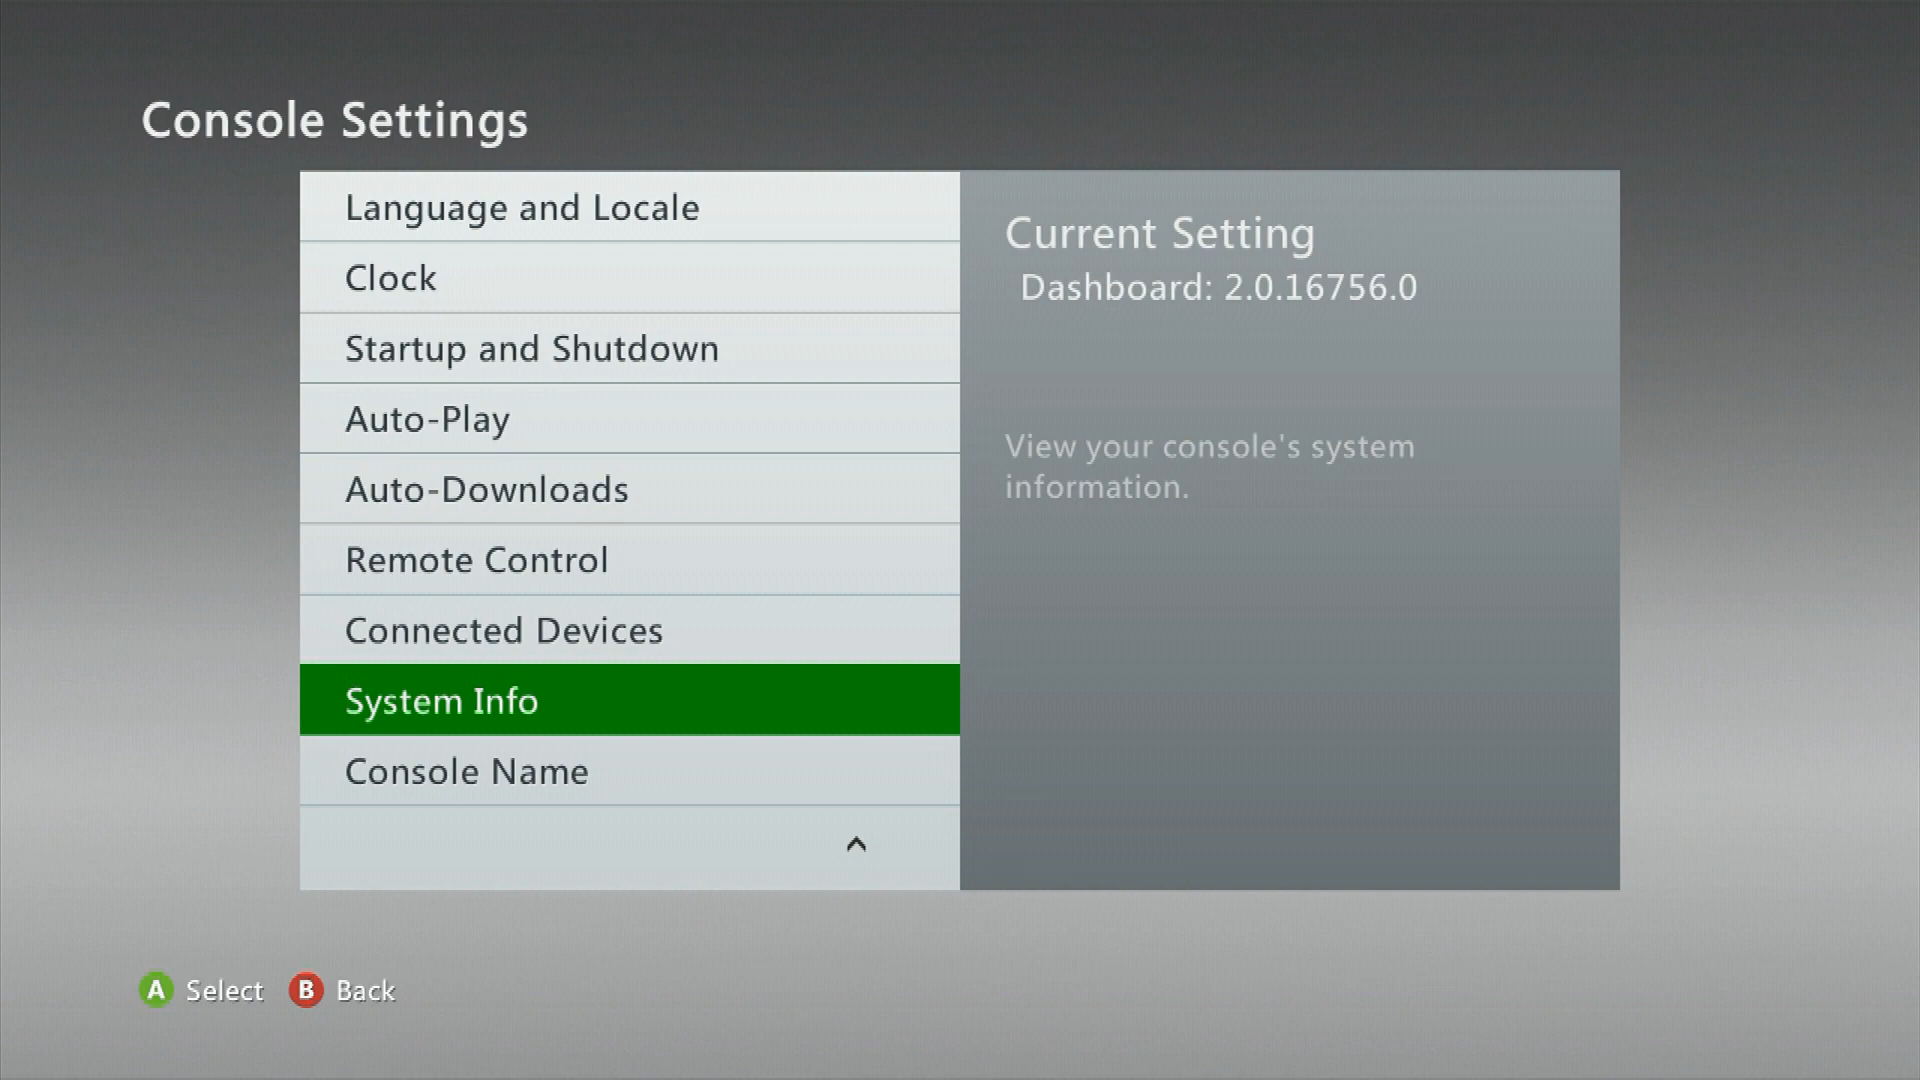 Console Settings
Language and Locale
Clock
Startup and Shutdown
Auto-Play
Auto-Downloads
Remote Control
Connected Devices
System Info
Console Name
Current Setting
Dashboard: 2.0.16756.0
View your console's system
information.
A Select B Back